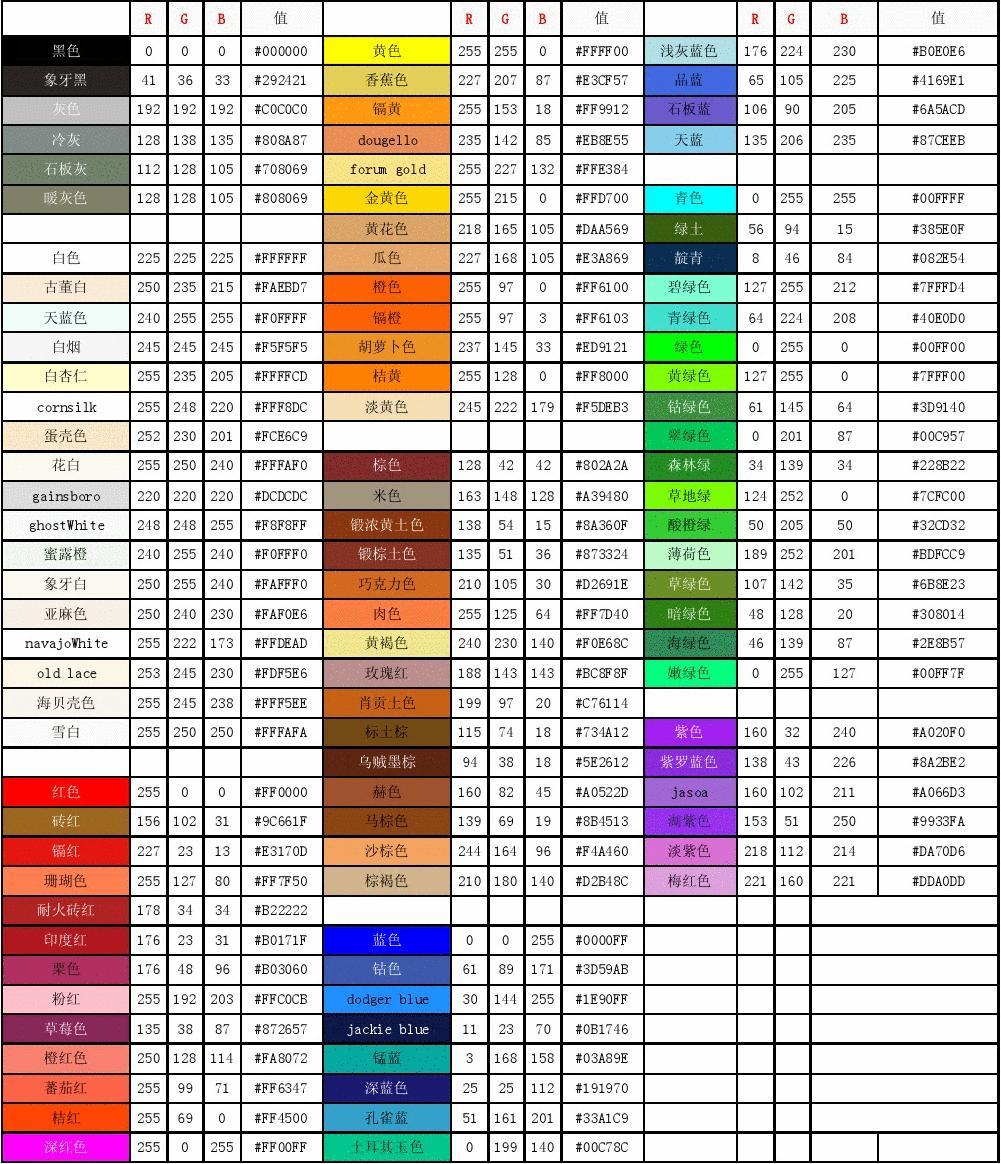 R G B 值 R G B 值 R G B 值
黑色 0 0 0 #000000 黄色 255 255 0 #FFFF00 浅灰蓝色 176 224 230 #B0E0E6
象牙黑 41 36 33 #292421 香蕉色 227 207 87 #E3CF57 品蓝 65 105 225 #4169E1
灰色 192 192 192 #C0C0C0 镉黄 255 153 18 #FF9912 石板蓝 106 90 205 #6A5ACD
冷灰 128 138 135 #808A87 dougello 235 142 85 #EB8E55 天蓝 135 206 235 #87CEEB
石板灰 112 128 105 #708069 forum gold 255 227 132 #FFE384
暖灰色 128 128 105 #808069 金黄色 255 215 0 #FFD700 青色 0 255 255 #00FFFF
黄花色 218 165 105 #DAA569 绿土 56 94 15 #385E0F
白色 225 225 225 #FFFFFF 瓜色 227 168 105 #E3A869 靛青 8 46 84 #082E54
古董白 250 235 215 #FAEBD7 橙色 255 97 0 #FF6100 碧绿色 127 255 212 #7FFFD4
天蓝色 240 255 255 #F0FFFF 镉橙 255 97 3 #FF6103 青绿色 64 224 208 #40E0D0
白烟 245 245 245 #F5F5F5 胡萝卜色 237 145 33 #ED9121 绿色 0 255 0 #00FF00
白杏仁 255 235 205 #FFFFCD 桔黄 255 128 0 #FF8000 黄绿色 127 255 0 #7FFF00
cornsilk 255 248 220 #FFF8DC 淡黄色 245 222 179 #F5DEB3 钴绿色 61 145 64 #3D9140
蛋壳色 252 230 201 #FCE6C9 翠绿色 0 201 87 #00C957
花白 255 250 240 #FFFAF0 棕色 128 42 42 #802A2A 森林绿 34 139 34 #228B22
gainsboro 220 220 220 #DCDCDC 米色 163 148 128 #A39480 草地绿 124 252 0 #7CFC00
ghostWhite 248 248 255 #F8F8FF 锻浓黄土色 138 54 15 #8A360F 酸橙绿 50 205 50 #32CD32
蜜露橙 240 255 240 #F0FFF0 锻棕土色 135 51 36 #873324 薄荷色 189 252 201 #BDFCC9
象牙白 250 255 240 #FAFFF0 巧克力色 210 105 30 #D2691E 草绿色 107 142 35 #6B8E23
亚麻色 250 240 230 #FAF0E6 肉色 255 125 64 #FF7D40 暗绿色 48 128 20 #308014
navajoWhite 255 222 173 #FFDEAD 黄褐色 240 230 140 #F0E68C 海绿色 46 139 87 #2E8B57
old lace 253 245 230 #FDF5E6 玫瑰红 188 143 143 #BC8F8F 嫩绿色 0 255 127 #00FF7F
海贝壳色 255 245 238 #FFF5EE 肖贡土色 199 97 20 #C76114
雪白 255 250 250 #FFFAFA 标土棕 115 74 18 #734A12 紫色 160 32 240 #A020F0
乌贼墨棕 94 38 18 #5E2612 紫罗蓝色 138 43 226 #8A2BE2
红色 255 0 0 #FF0000 赫色 160 82 45 #A0522D jasoa 160 102 211 #A066D3
砖红 156 102 31 #9C661F 马棕色 139 69 19 #8B4513 湖紫色 153 51 250 #9933FA
镉红 227 23 13 #E3170D 沙棕色 244 164 96 #F4A460 淡紫色 218 112 214 #DA70D6
珊瑚色 255 127 80 #FF7F50 棕褐色 210 180 140 #D2B48C 梅红色 221 160 221 #DDA0DD
耐火砖红 178 34 34 #B22222
印度红 176 23 31 #B0171F 蓝色 0 0 255 #0000FF
栗色 176 48 96 #B03060 钴色 61 89 171 #3D59AB
粉红 255 192 203 #FFC0CB dodger blue 30 144 255 #1E90FF
草莓色 135 38 87 #872657 jackie blue 11 23 70 #0B1746
橙红色 250 128 114 #FA8072 锰蓝 3 168 158 #03A89E
蕃茄红 255 99 71 #FF6347 深蓝色 25 25 112 #191970
桔红 255 69 0 #FF4500 孔雀蓝 51 161 201 #33A1C9
深红色 255 0 255 #FF00FF 土耳其玉色 0 199 140 #00C78C